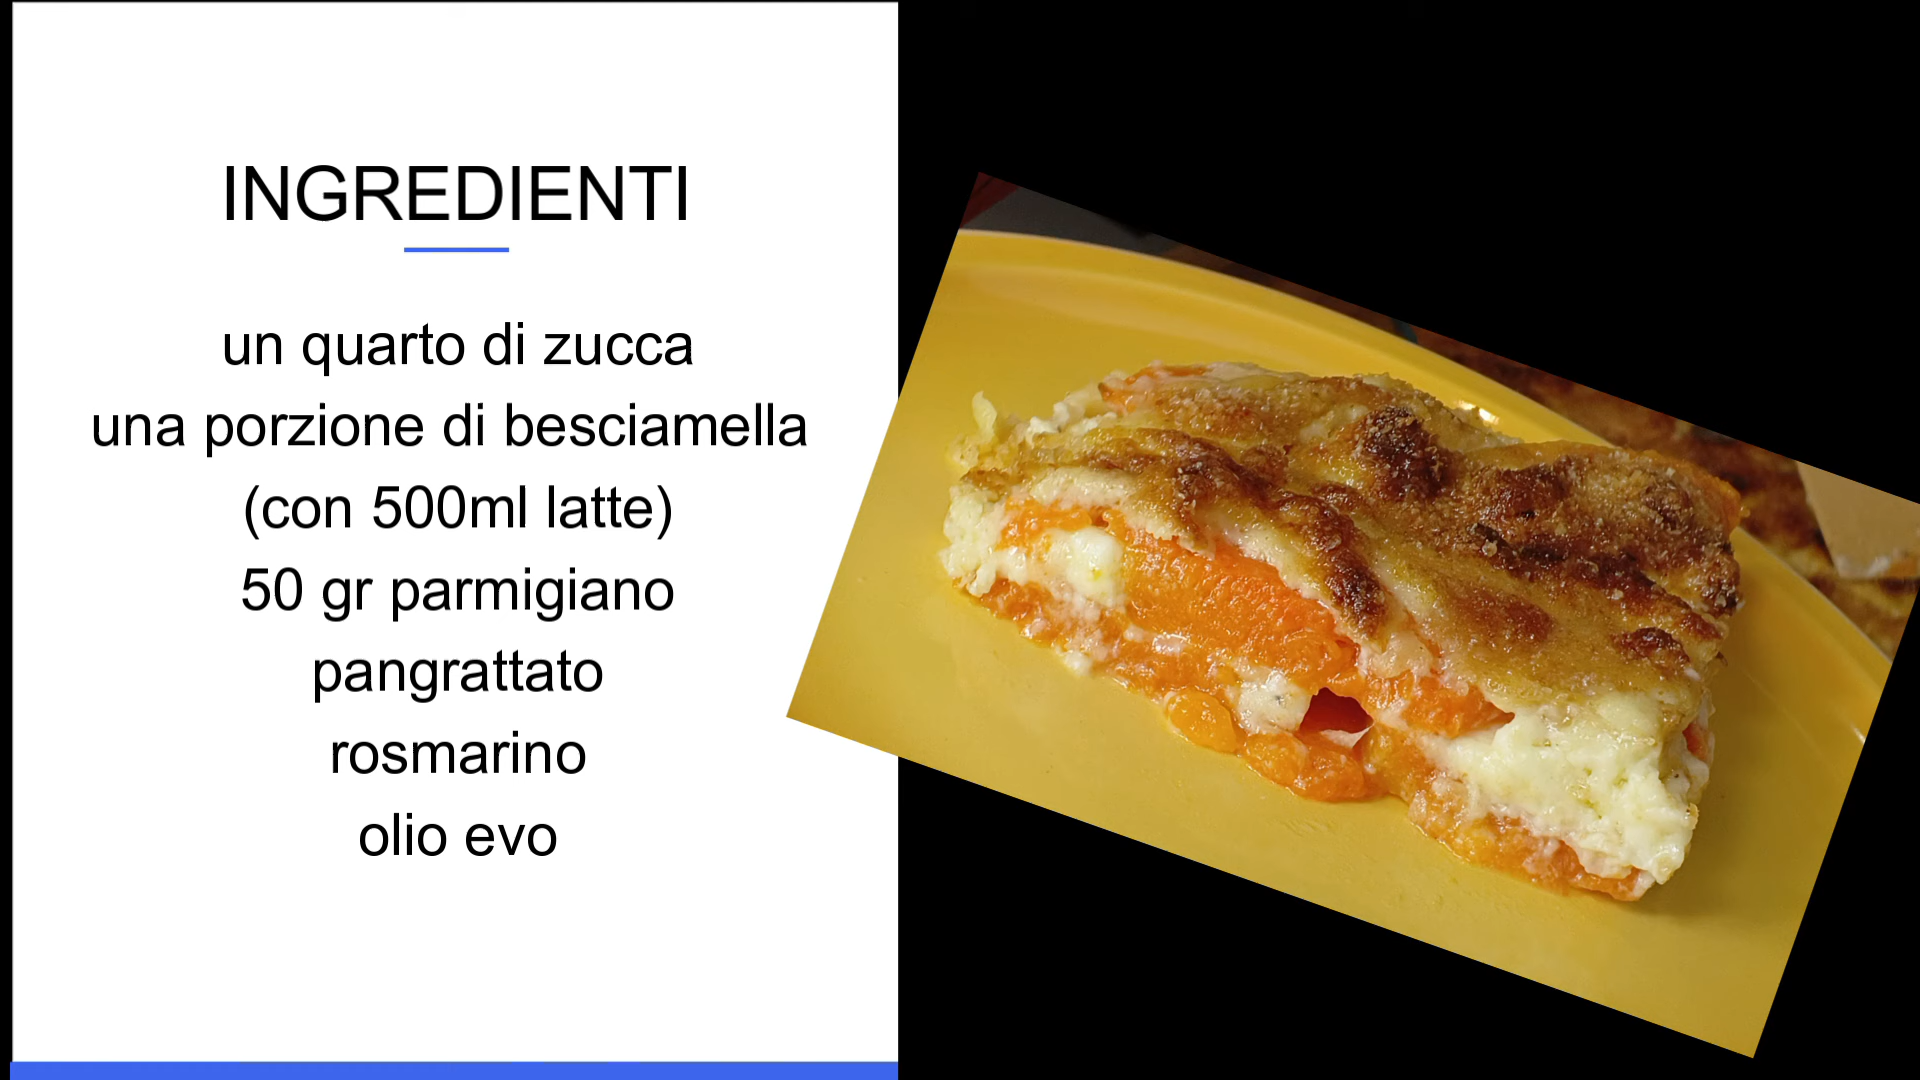 INGREDIENTI
un quarto di zucca
una porzione di besciamella
(con 500ml latte)
50 gr parmigiano
pangrattato
rosmarino
olio evo